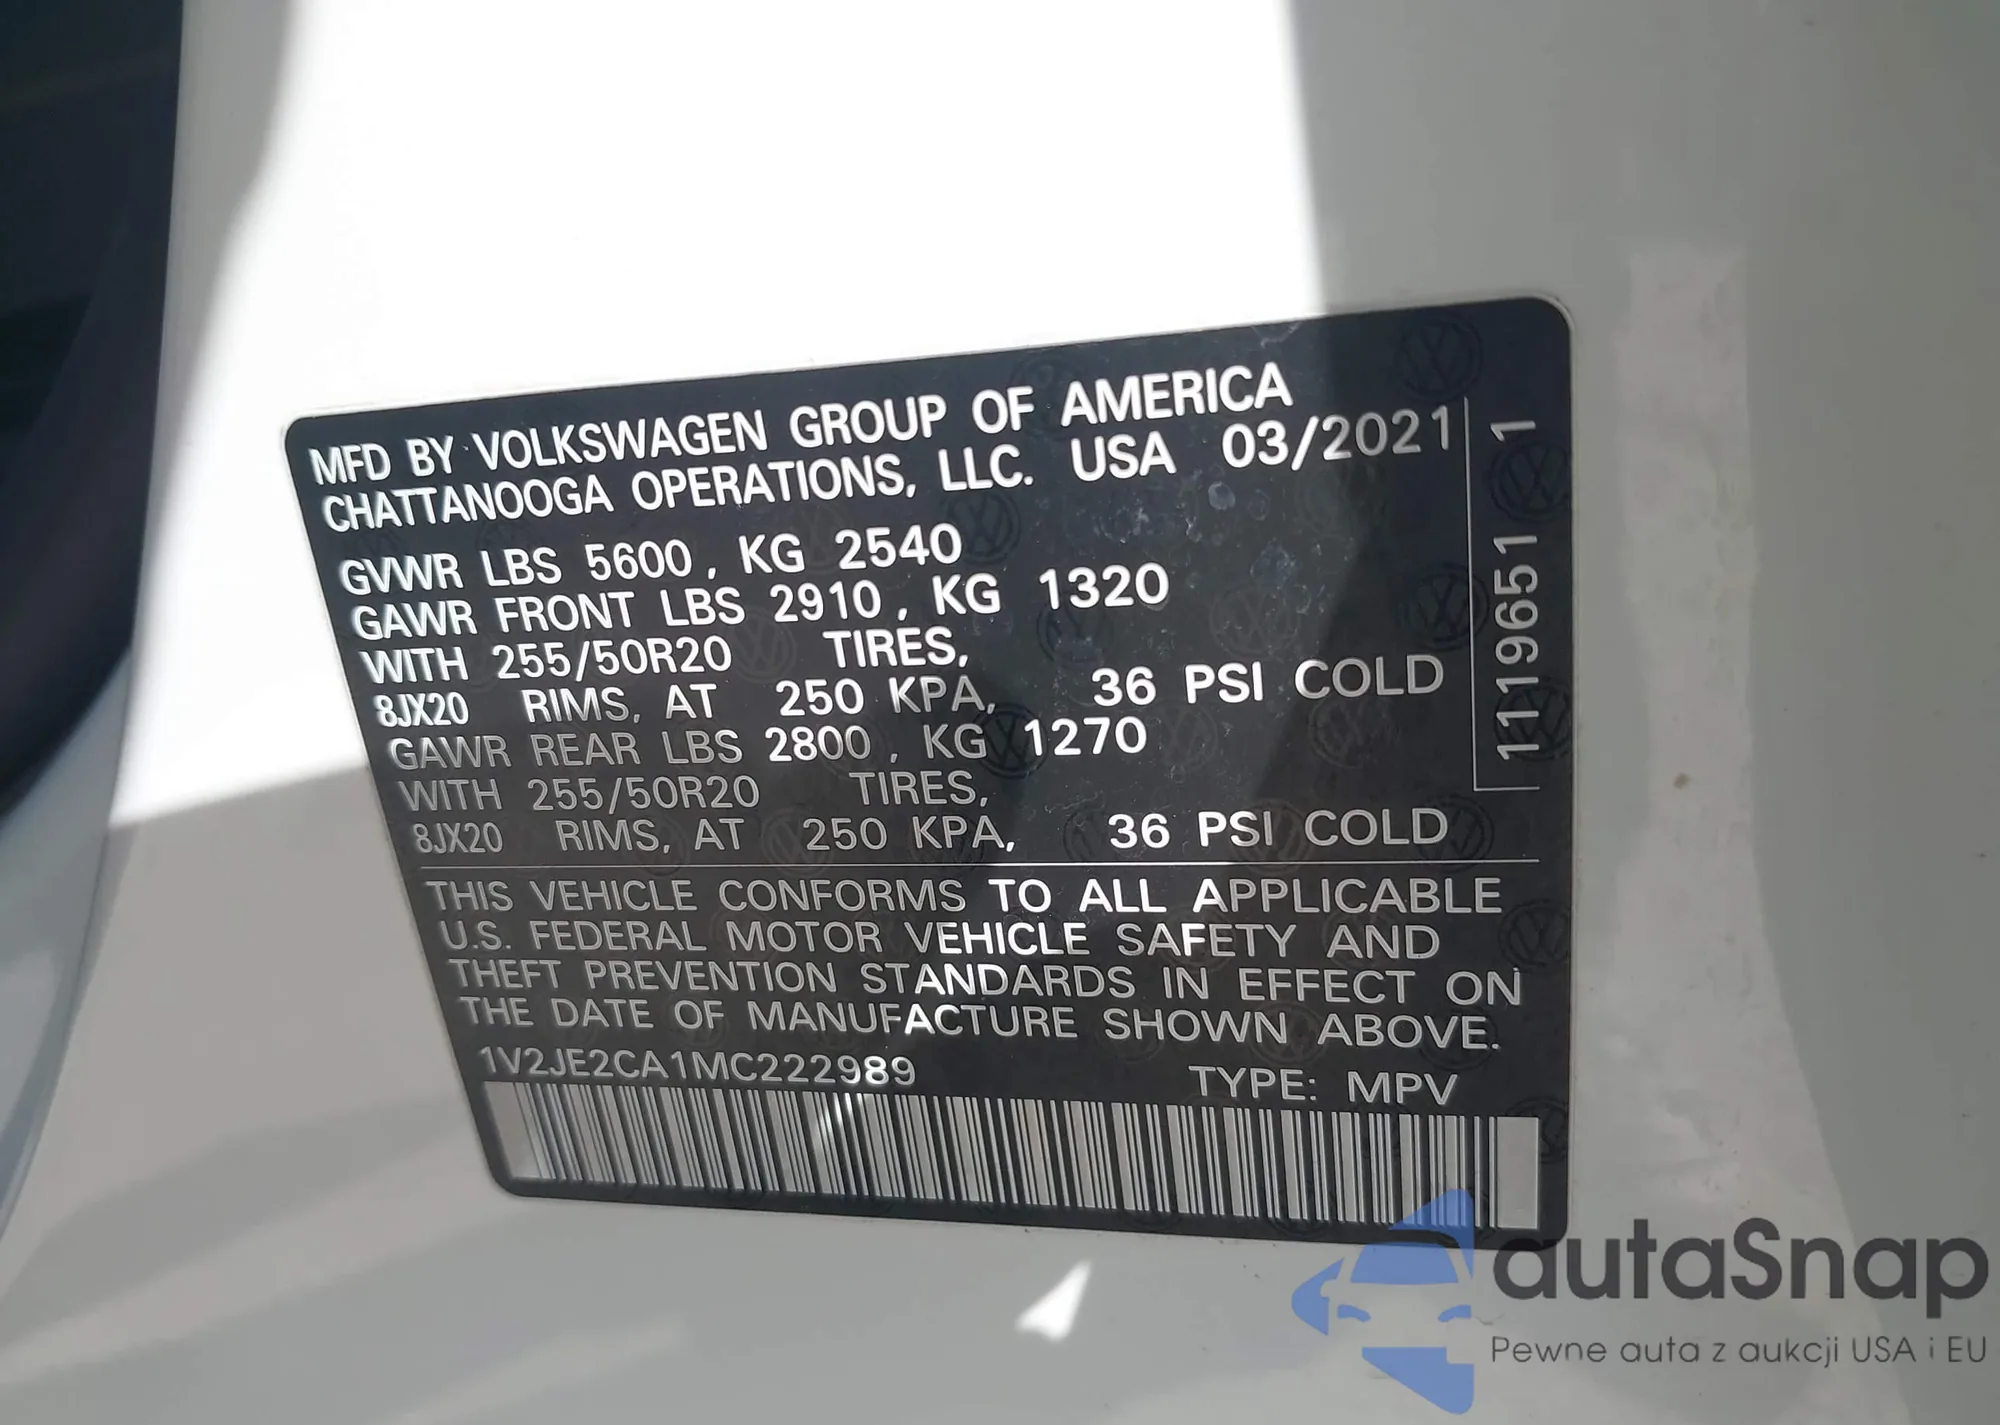 MFD BY VOLKSWAGEN GROUP OF AMERICA
CHATTANOOGA OPERATIONS, LLC. USA 03/2021
GVWR LBS 5600, KG 2540
GAWR FRONT LBS 2910, KG 1320
WITH 255/50R20 TIRES,
8JX20 RIMS, AT 250 KPA, 36 PSI COLD
GAWR REAR LBS 2800, KG 1270
WITH 255/50R20 TIRES,
8JX20 RIMS, AT 250 KPA, 36 PSI COLD
THIS VEHICLE CONFORMS TO ALL APPLICABLE
U.S. FEDERAL MOTOR VEHICLE SAFETY AND
THEFT PREVENTION STANDARDS IN EFFECT ON
THE DATE OF MANUFACTURE SHOWN ABOVE.
1V2JE2CA1MC222989 TYPE: MPV
1119651 1
autaSnap
Pewne auta z aukcji USA i EU